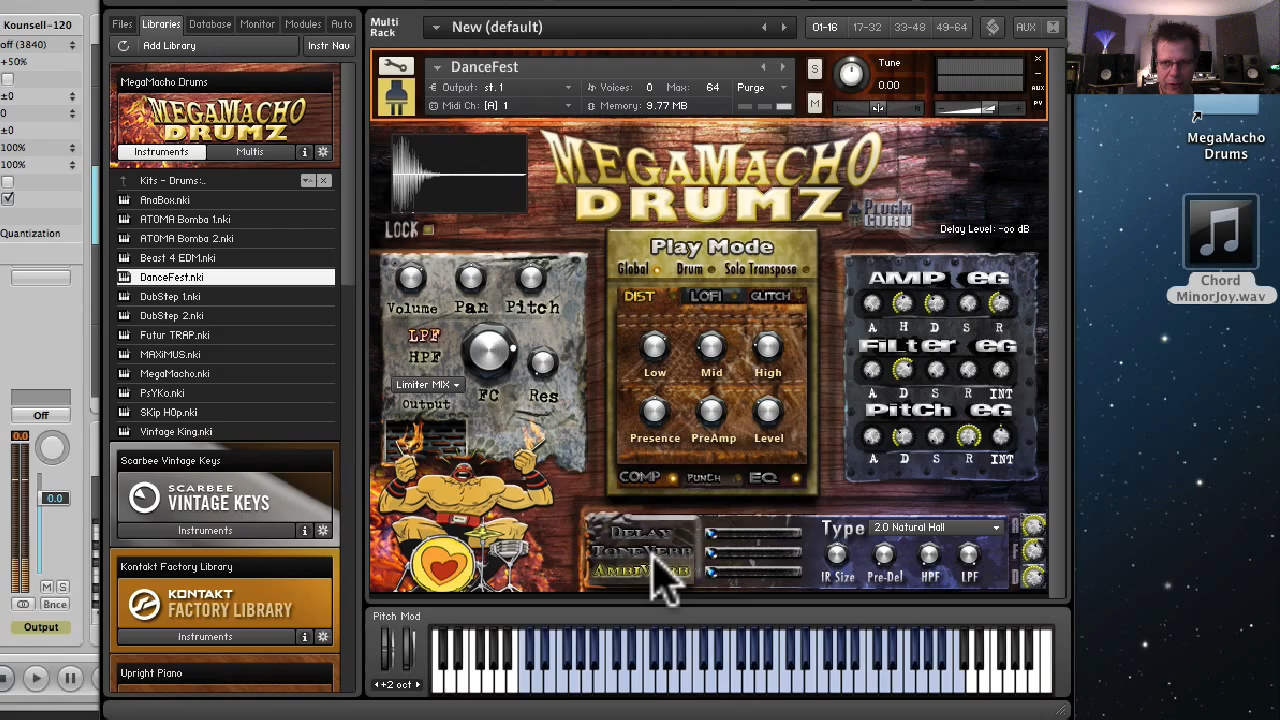 Kounsell=120
off (3840)
+50%
±0
0
±0
100%
100%
Quantization
Off
0.0
0.0
M S
Bnce
Output
Files Libraries Database Monitor Modules Auto
Add Library Instr Nav
MegaMacho Drums
MEGAMACHO
DRUMZ
Instruments Multis i
Kits - Drums:..
AnaBox.nki
ATOMA Bomba 1.nki
ATOMA Bomba 2.nki
Beast 4 EDM.nki
DanceFest.nki
DubStep 1.nki
DubStep 2.nki
Futur TRAP.nki
MAXiMUS.nki
MegaMacho.nki
PsYKo.nki
SKip HOp.nki
Vintage King.nki
Scarbee Vintage Keys
SCARBEE
VINTAGE KEYS
Instruments i
Kontakt Factory Library
KONTAKT
FACTORY LIBRARY
Instruments i
Upright Piano
Multi
Rack
New (default)
01-16 17-32 33-48 49-64 AUX
DanceFest
Output: st.1 Voices: 0 Max: 64 Purge
Midi Ch: [A] 1 Memory: 9.77 MB
S
M
Tune
0.00
L R
AUX
PV
MEGAMACHO
DRUMZ
PLUGIN
GURU
LOCK
Delay Level: -oo dB
Play Mode
Global Drum Solo Transpose
DIST LOFI GLITCH
Low Mid High
Presence PreAmp Level
COMP PUNCH EQ
Volume Pan Pitch
LPF
HPF
FC Res
Limiter MIX
Output
AMP EG
A H D S R
FiLter EG
A D S R INT
PitCh EG
A D S R INT
DELAY
TONEVERB
AMBIVERB
Type 2.0 Natural Hall
IR Size Pre-Del HPF LPF
A
F
D
Pitch Mod
+2 oct
MegaMacho
Drums
Chord
MinorJoy.wav